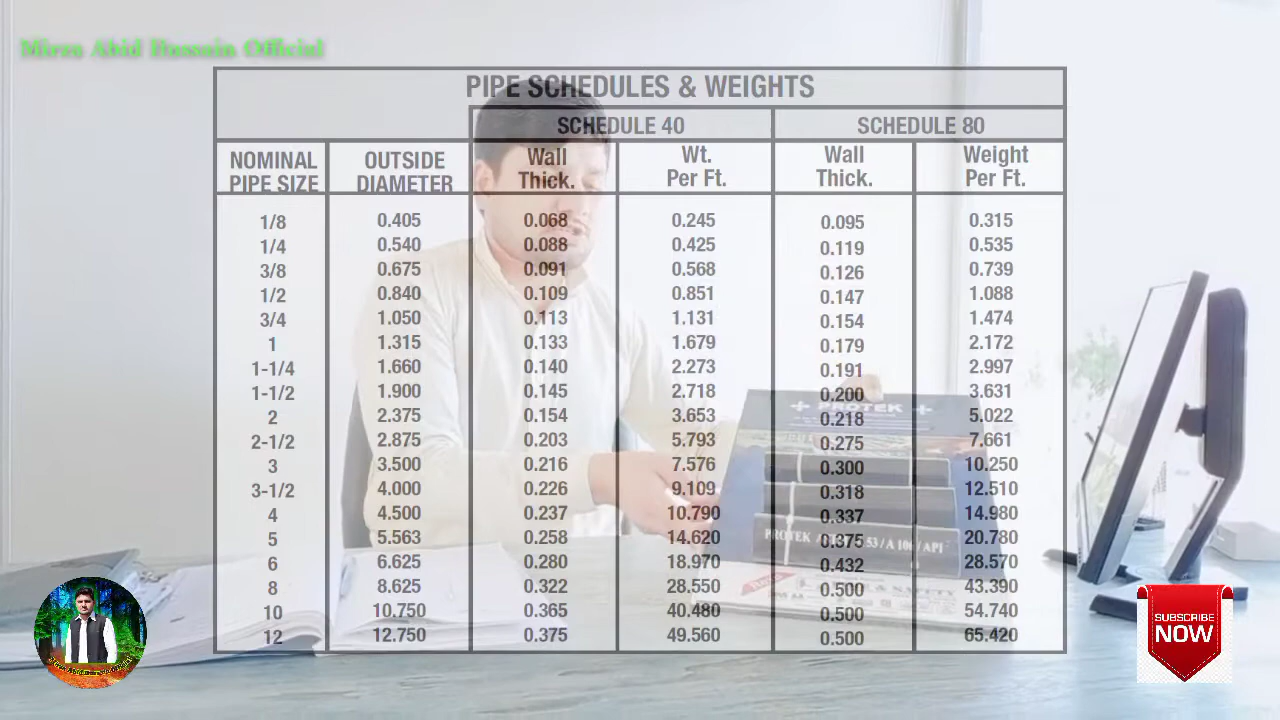 Mirza Abid Hussain Official
PIPE SCHEDULES & WEIGHTS
SCHEDULE 40 SCHEDULE 80
NOMINAL PIPE SIZE OUTSIDE DIAMETER Wall Thick. Wt. Per Ft. Wall Thick. Weight Per Ft.
1/8 0.405 0.068 0.245 0.095 0.315
1/4 0.540 0.088 0.425 0.119 0.535
3/8 0.675 0.091 0.568 0.126 0.739
1/2 0.840 0.109 0.851 0.147 1.088
3/4 1.050 0.113 1.131 0.154 1.474
1 1.315 0.133 1.679 0.179 2.172
1-1/4 1.660 0.140 2.273 0.191 2.997
1-1/2 1.900 0.145 2.718 0.200 3.631
2 2.375 0.154 3.653 0.218 5.022
2-1/2 2.875 0.203 5.793 0.275 7.661
3 3.500 0.216 7.576 0.300 10.250
3-1/2 4.000 0.226 9.109 0.318 12.510
4 4.500 0.237 10.790 0.337 14.980
5 5.563 0.258 14.620 0.375 20.780
6 6.625 0.280 18.970 0.432 28.570
8 8.625 0.322 28.550 0.500 43.390
10 10.750 0.365 40.480 0.500 54.740
12 12.750 0.375 49.560 0.500 65.420
PROTEK
PROTEK 53 / A 106 / API
SUBSCRIBE
NOW